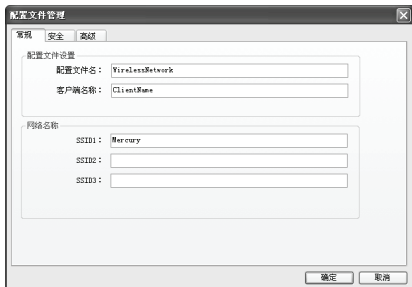 配置文件管理
常规 安全 高级
配置文件设置
配置文件名： WirelessNetwork
客户端名称： ClientName
网络名称
SSID1： Mercury
SSID2：
SSID3：
确定 取消